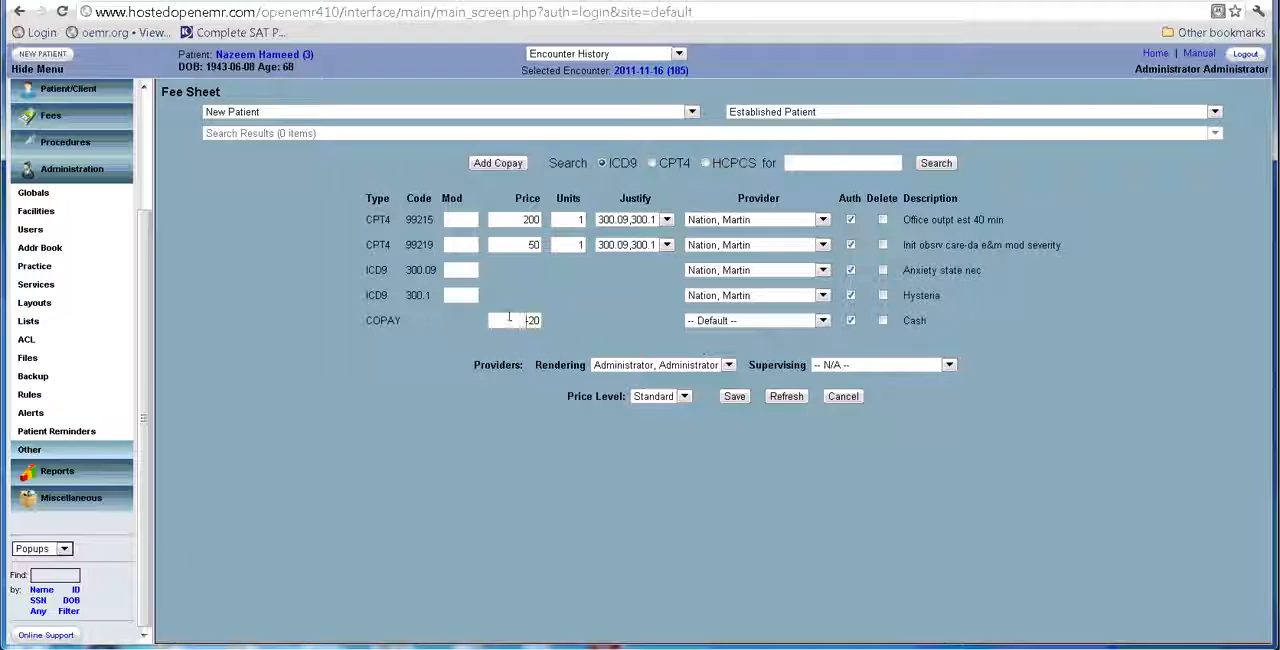 www.hostedopenemr.com/openemr410/interface/main/main_screen.php?auth=login&site=default
Login oemr.org • View... Complete SAT P... Other bookmarks
NEW PATIENT Patient: Nazeem Hameed (3) Encounter History Home | Manual Logout
Hide Menu DOB: 1943-06-08 Age: 68 Selected Encounter: 2011-11-16 (185) Administrator Administrator
Patient/Client
Fees
Procedures
Administration
Globals
Facilities
Users
Addr Book
Practice
Services
Layouts
Lists
ACL
Files
Backup
Rules
Alerts
Patient Reminders
Other
Reports
Miscellaneous
Popups
Find:
by: Name ID
SSN DOB
Any Filter
Online Support
Fee Sheet
New Patient Established Patient
Search Results (0 items)
Add Copay Search ICD9 CPT4 HCPCS for Search
Type Code Mod Price Units Justify Provider Auth Delete Description
CPT4 99215 200 1 300.09,300.1 Nation, Martin Office outpt est 40 min
CPT4 99219 50 1 300.09,300.1 Nation, Martin Init obsrv care-da e&m mod severity
ICD9 300.09 Nation, Martin Anxiety state nec
ICD9 300.1 Nation, Martin Hysteria
COPAY -20 -- Default -- Cash
Providers: Rendering Administrator, Administrator Supervising -- N/A --
Price Level: Standard Save Refresh Cancel